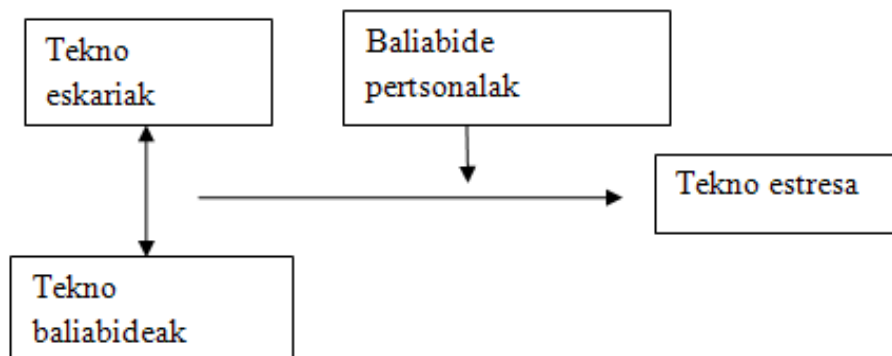 Tekno
eskariak
Baliabide
pertsonalak
Tekno estresa
Tekno
baliabideak